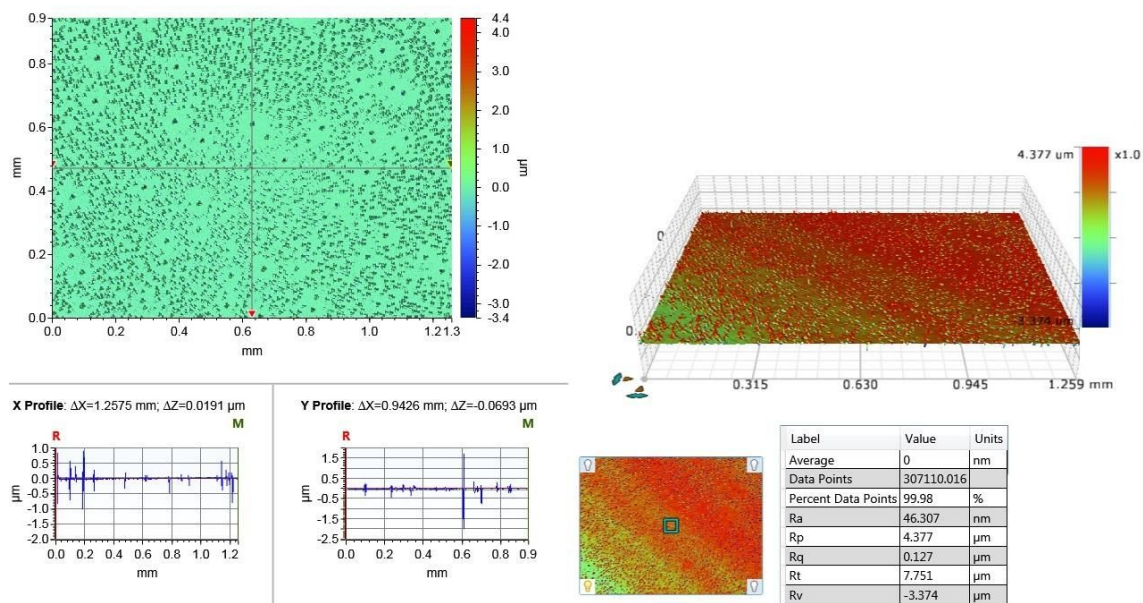 0.9
0.8
0.6
0.4
0.2
0.0
mm
0.0 0.2 0.4 0.6 0.8 1.0 1.21.3
mm
4.4
4.0
3.0
2.0
1.0
0.0
-1.0
-2.0
-3.0
-3.4
µm
4.377 um
x1.0
0
0.
-3.374 um
0.315 0.630 0.945 1.259 mm
X Profile: ΔX=1.2575 mm; ΔZ=0.0191 µm
M
R
1.0
0.5
0.0
-0.5
-1.0
-1.5
-2.0
µm
0.0 0.2 0.4 0.6 0.8 1.0 1.2
mm
Y Profile: ΔX=0.9426 mm; ΔZ=-0.0693 µm
M
R
1.5
0.5
-0.5
-1.5
-2.5
µm
0.0 0.2 0.3 0.5 0.6 0.8 0.9
mm
Label Value Units
Average 0 nm
Data Points 307110.016
Percent Data Points 99.98 %
Ra 46.307 nm
Rp 4.377 µm
Rq 0.127 µm
Rt 7.751 µm
Rv -3.374 µm